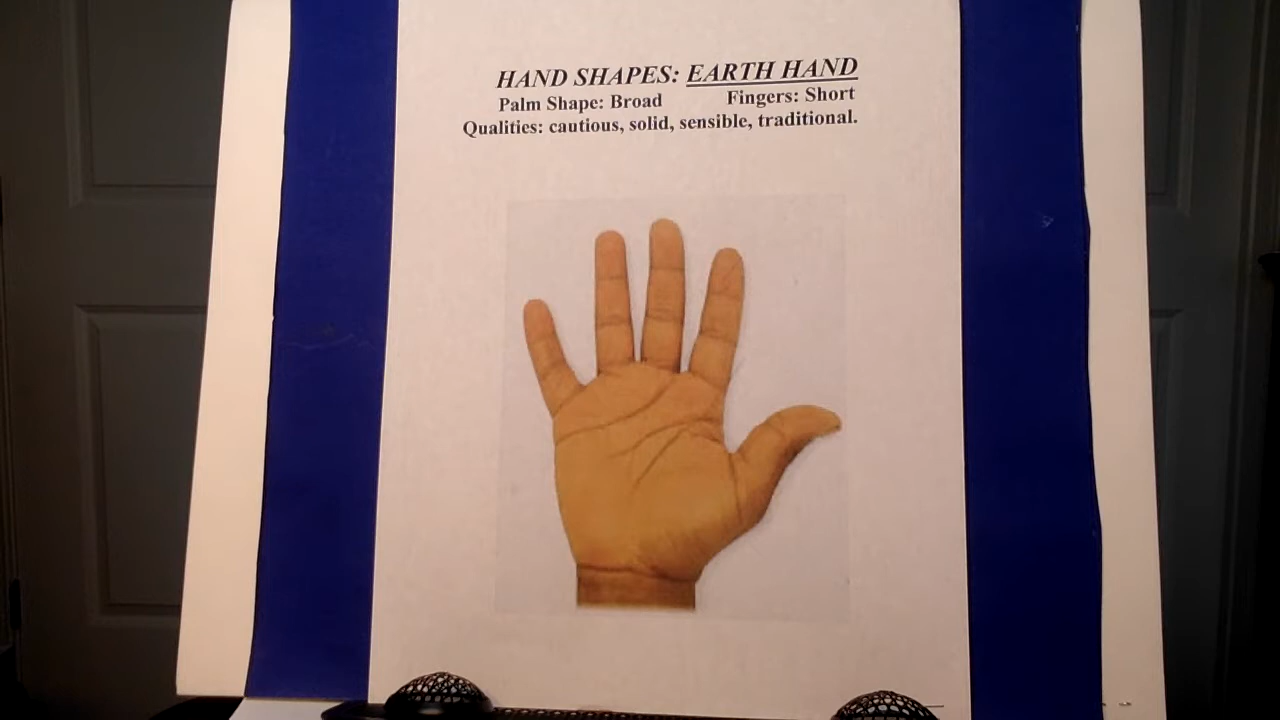 HAND SHAPES: EARTH HAND
Palm Shape: Broad Fingers: Short
Qualities: cautious, solid, sensible, traditional.